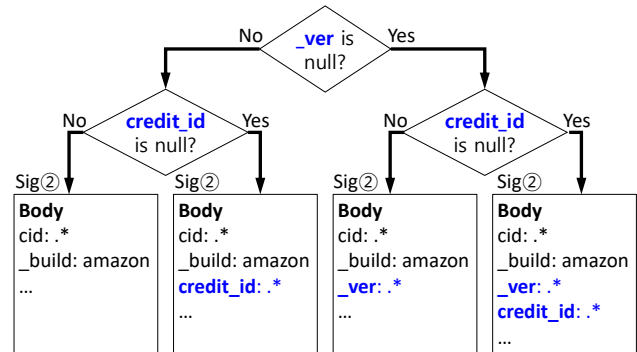 No
_ver is
null?
Yes
No
credit_id
is null?
Yes
No
credit_id
is null?
Yes
Sig②
Body
cid: .*
_build: amazon
...
Sig②
Body
cid: .*
_build: amazon
credit_id: .*
...
Sig②
Body
cid: .*
_build: amazon
_ver: .*
...
Sig②
Body
cid: .*
_build: amazon
_ver: .*
credit_id: .*
...